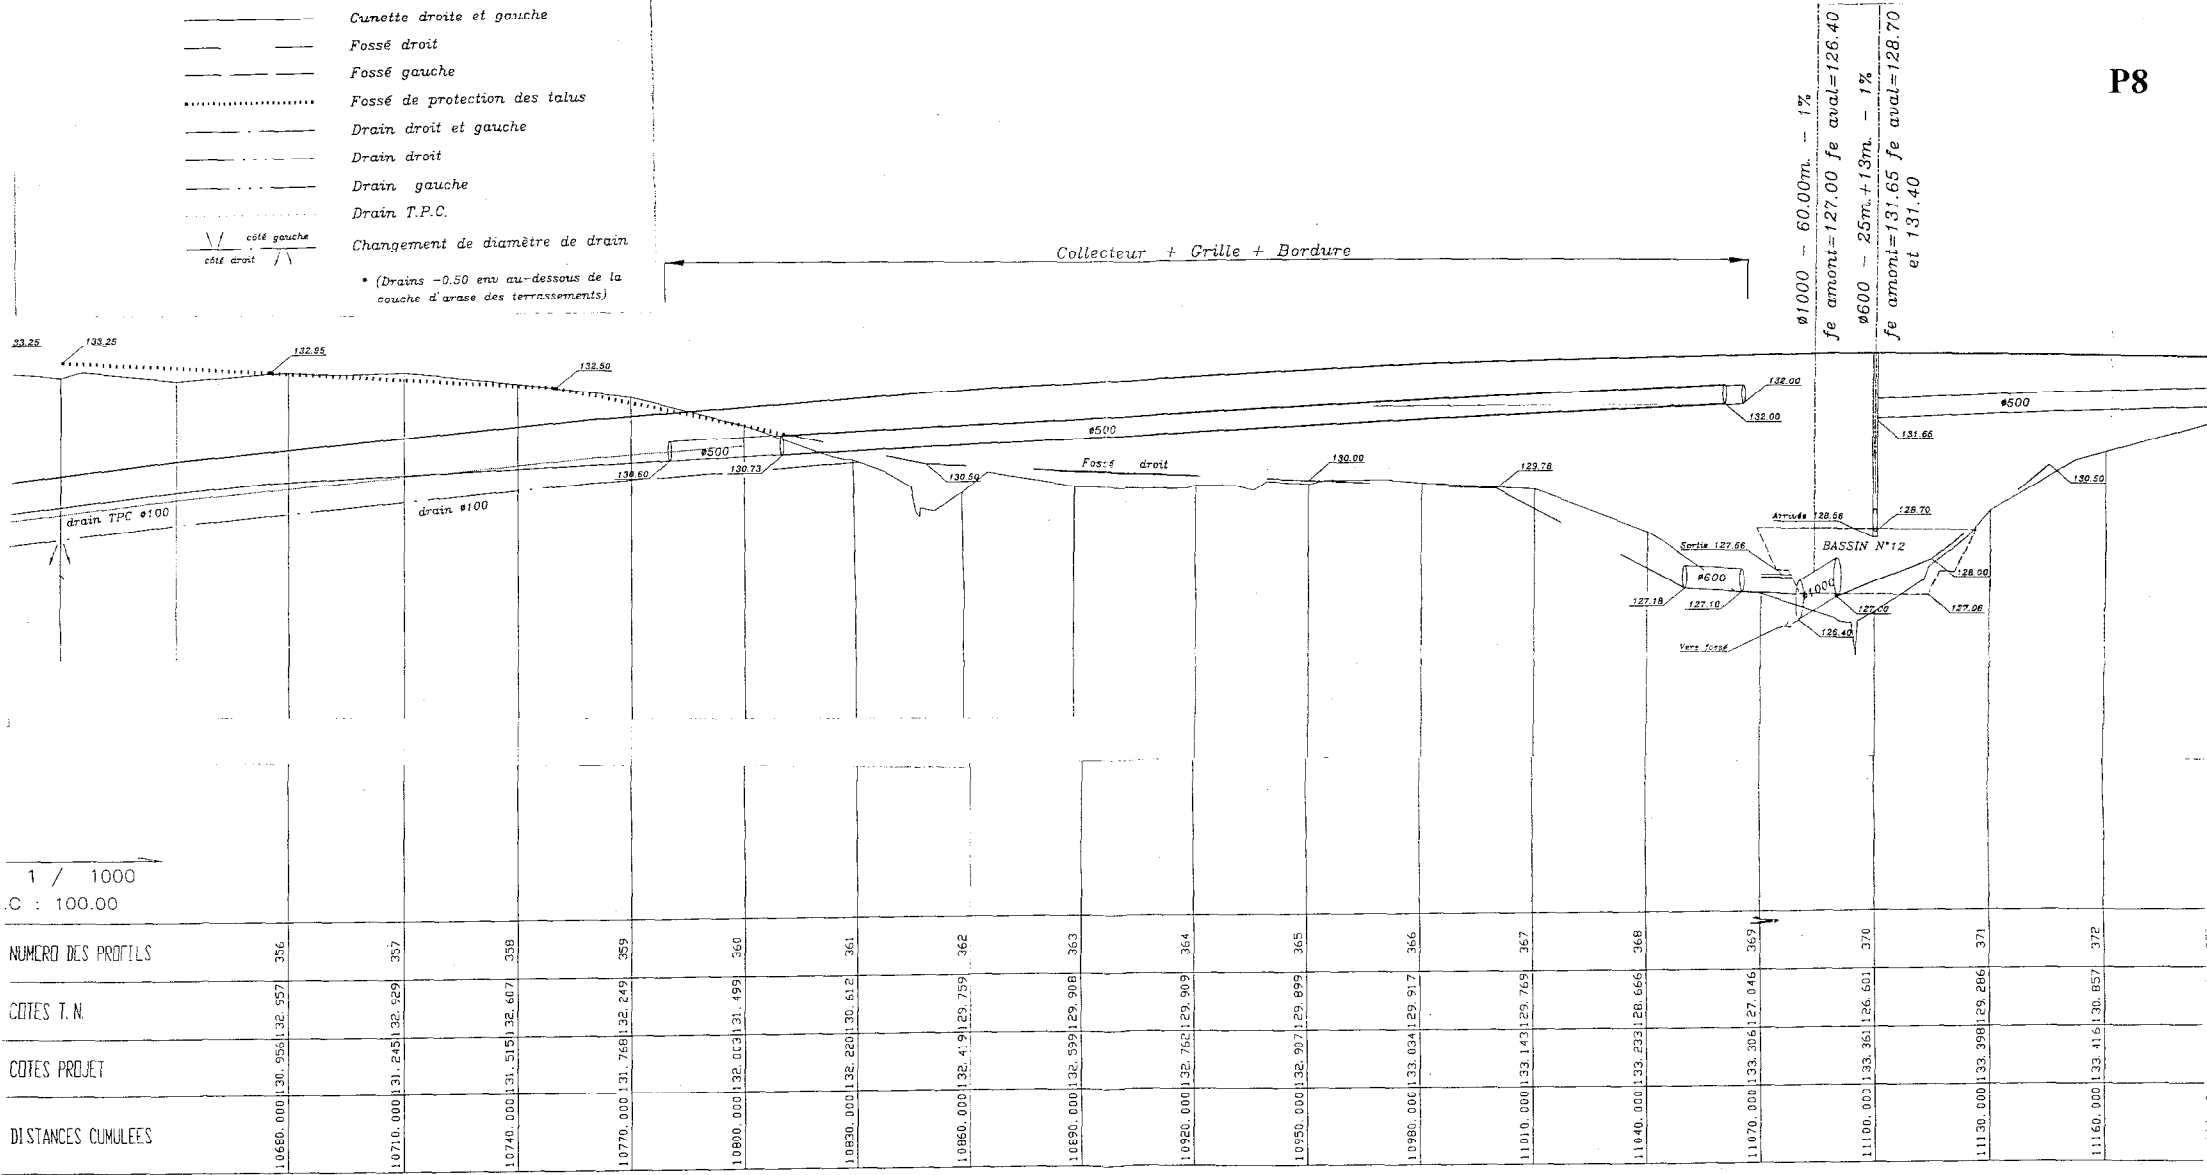 Cunette droite et gauche
Fossé droit
Fossé gauche
Fossé de protection des talus
Drain droit et gauche
Drain droit
Drain gauche
Drain T.P.C.
côté gauche
côté droit
Changement de diamètre de drain
* (Drains -0.50 env au-dessous de la
couche d'arase des terrassements)
P8
ø1000 - 60.00m. - 1%
fe amont=127.00 fe aval=126.40
ø600 - 25m.+13m. - 1%
fe amont=131.65 fe aval=128.70
et 131.40
Collecteur + Grille + Bordure
33.25
133.25
132.95
132.50
132.00
132.00
ø500
ø500
ø500
131.65
130.60
130.73
130.50
Fossé droit
130.00
129.78
130.50
drain TPC ø100
drain ø100
Arrivée 128.56
128.70
BASSIN N°12
Sortie 127.66
ø600
ø1000
128.00
127.18
127.10
127.00
127.06
126.40
Vers fossé
1 / 1000
.C : 100.00
NUMERO DES PROFILS 356 357 358 359 360 361 362 363 364 365 366 367 368 369 370 371 372
COTES T.N. 132.957 132.929 132.607 132.249 131.499 130.612 129.759 129.908 129.909 129.899 129.917 129.769 128.666 127.046 126.601 129.286 130.857
COTES PROJET 130.956 131.245 131.515 131.768 132.003 132.220 132.419 132.599 132.762 132.907 133.034 133.143 133.233 133.306 133.361 133.398 133.416
DISTANCES CUMULEES 10680.000 10710.000 10740.000 10770.000 10800.000 10830.000 10860.000 10890.000 10920.000 10950.000 10980.000 11010.000 11040.000 11070.000 11100.000 11130.000 11160.000